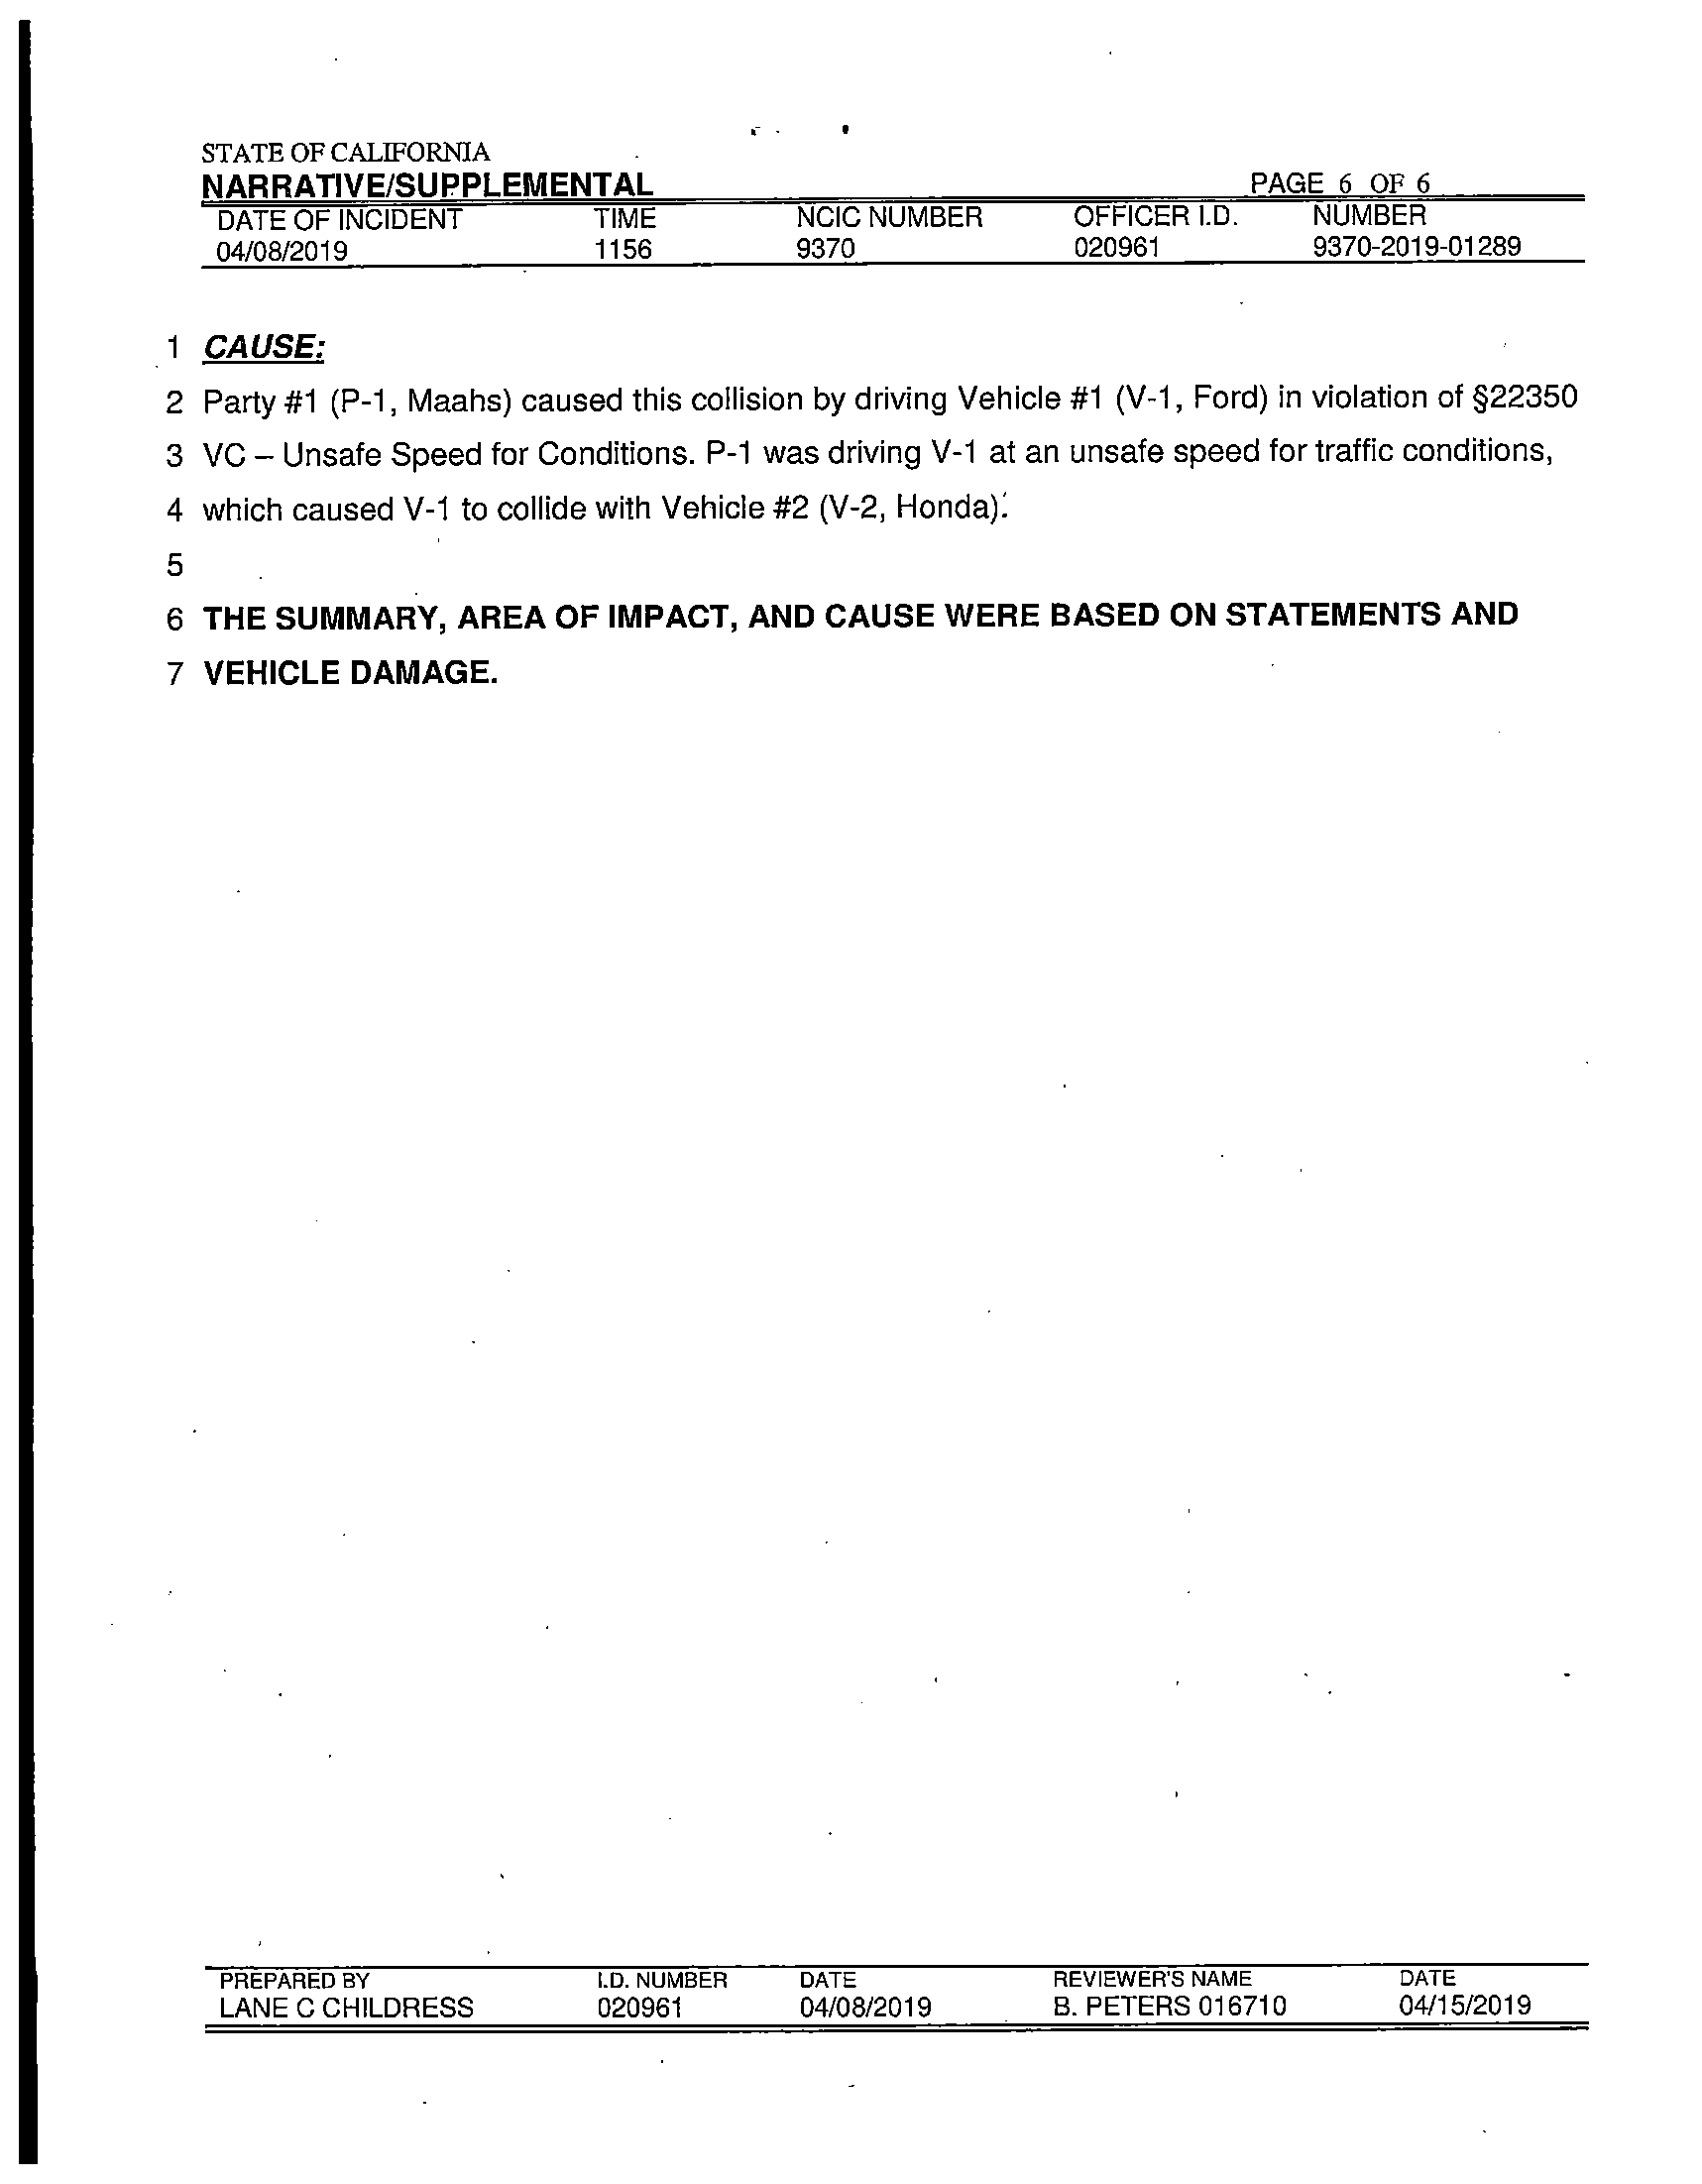 STATE OF CALIFORNIA
NARRATIVE/SUPPLEMENTAL PAGE 6 OF 6
DATE OF INCIDENT TIME NCIC NUMBER OFFICER I.D. NUMBER
04/08/2019 1156 9370 020961 9370-2019-01289
1 CAUSE:
2 Party #1 (P-1, Maahs) caused this collision by driving Vehicle #1 (V-1, Ford) in violation of §22350
3 VC – Unsafe Speed for Conditions. P-1 was driving V-1 at an unsafe speed for traffic conditions,
4 which caused V-1 to collide with Vehicle #2 (V-2, Honda).
5
6 THE SUMMARY, AREA OF IMPACT, AND CAUSE WERE BASED ON STATEMENTS AND
7 VEHICLE DAMAGE.
PREPARED BY I.D. NUMBER DATE REVIEWER'S NAME DATE
LANE C CHILDRESS 020961 04/08/2019 B. PETERS 016710 04/15/2019